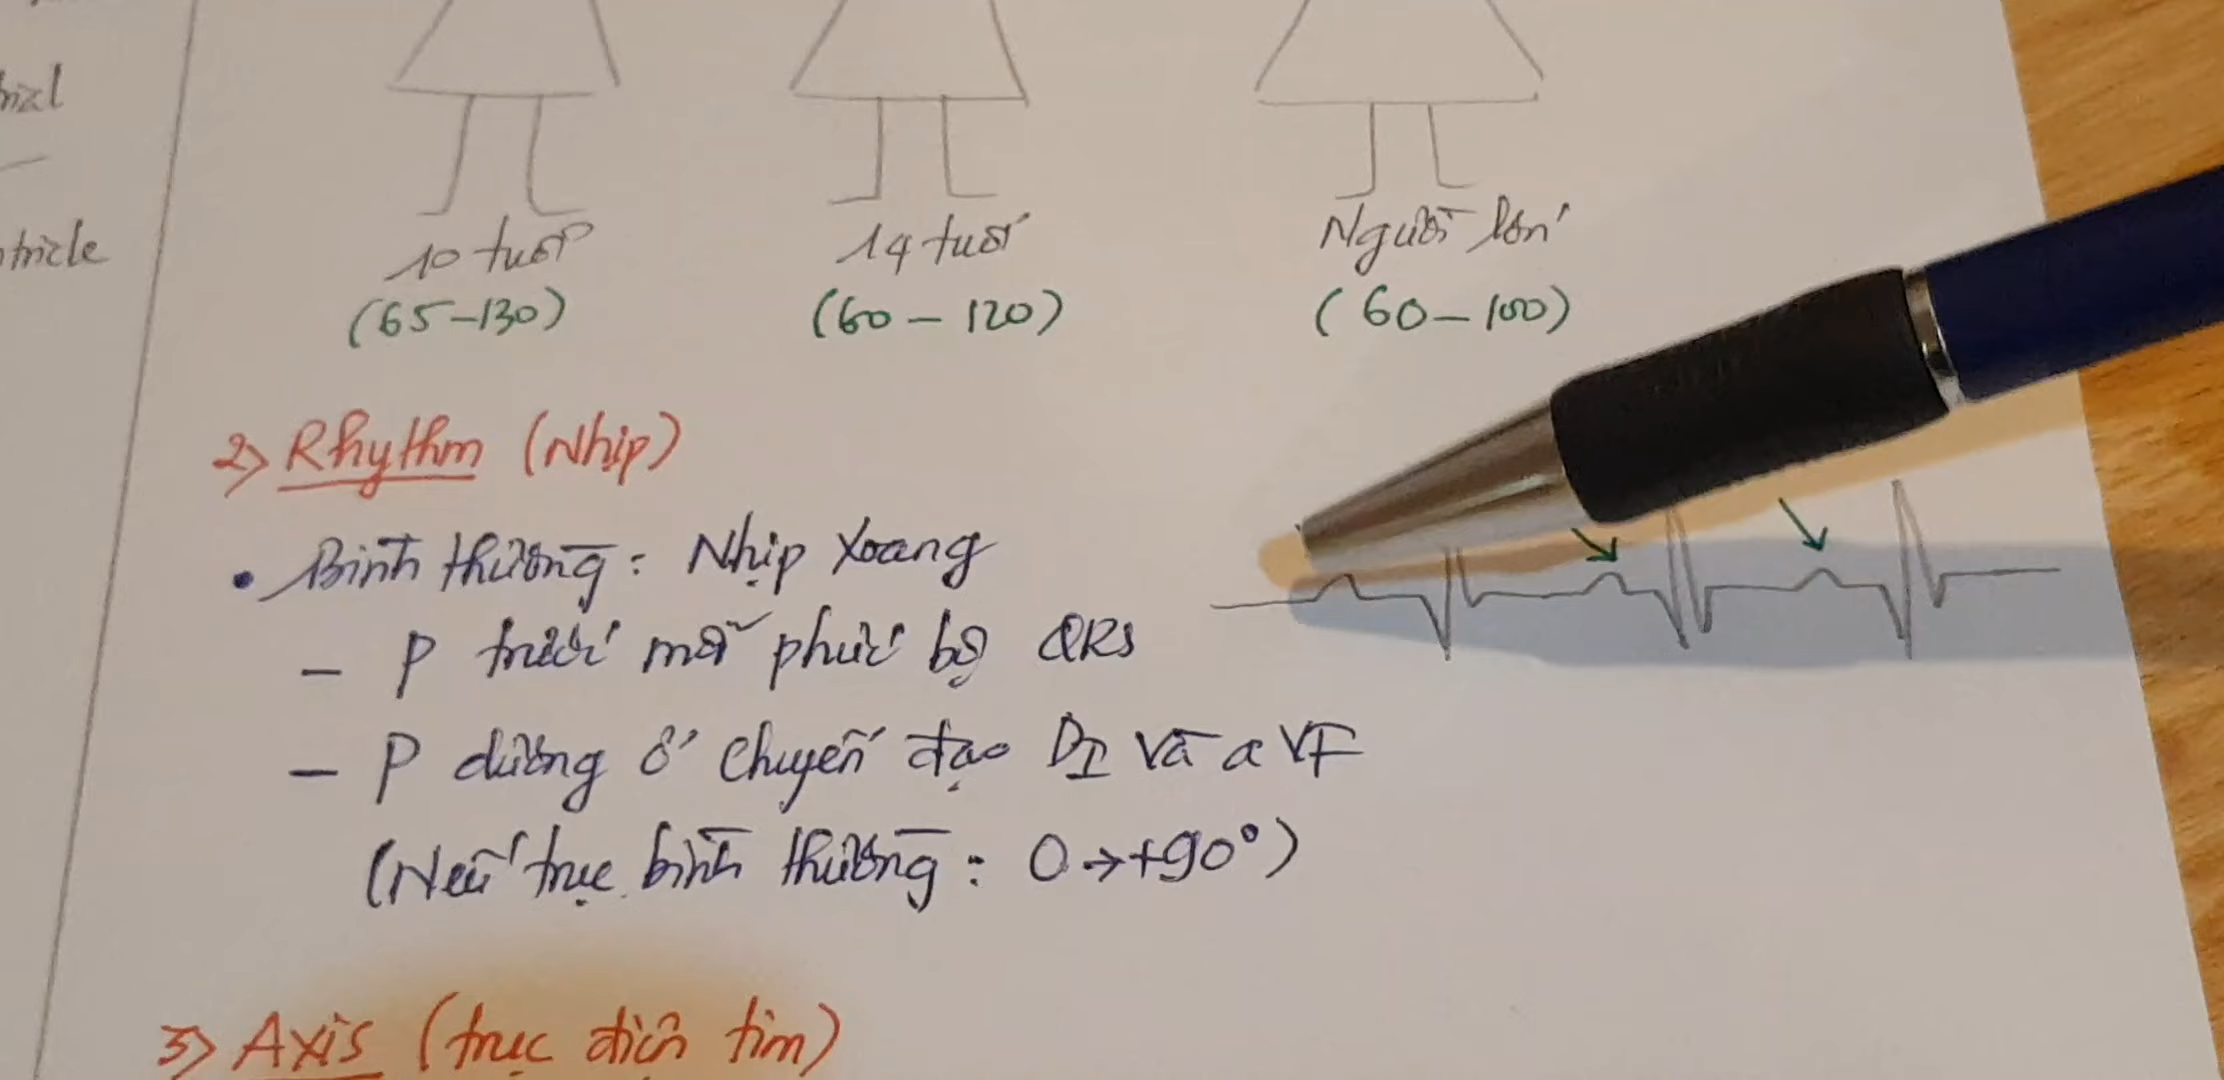 tricle
10 tuổi
14 tuổi
Người lớn
(65-130)
(60-120)
(60-100)
2> Rhythm (Nhịp)
• Bình thường: Nhịp xoang
- P trước mỗi phức bộ QRS
- P dương ở chuyển đạo DI và aVF
(Nếu trục bình thường: 0→+90°)
3> Axis (trục điện tim)